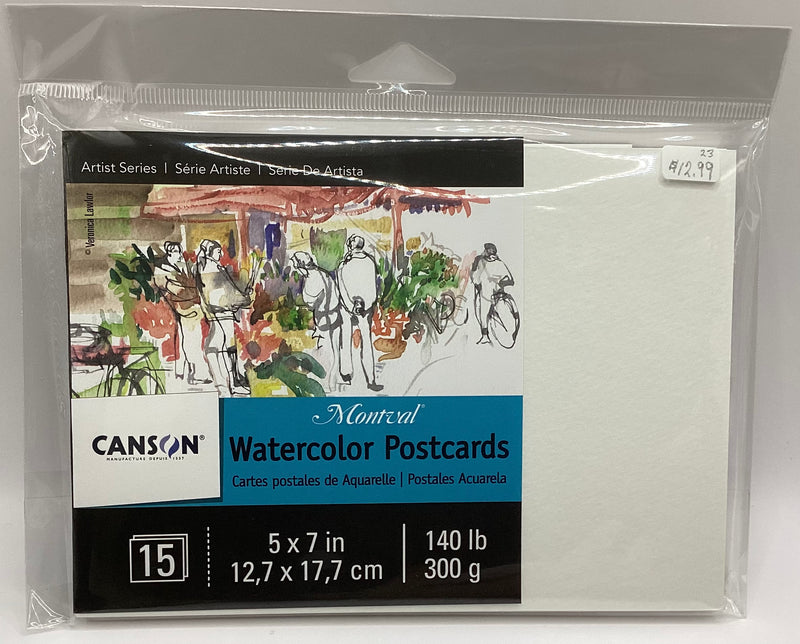 23
$12.99
Artist Series | Série Artiste | Serie De Artista
© Veronica Lawlor
P
Montval®
CANSON®
MANUFACTURE DEPUIS 1557
Watercolor Postcards
Cartes postales de Aquarelle | Postales Acuarela
15
5 x 7 in
12,7 x 17,7 cm
140 lb
300 g